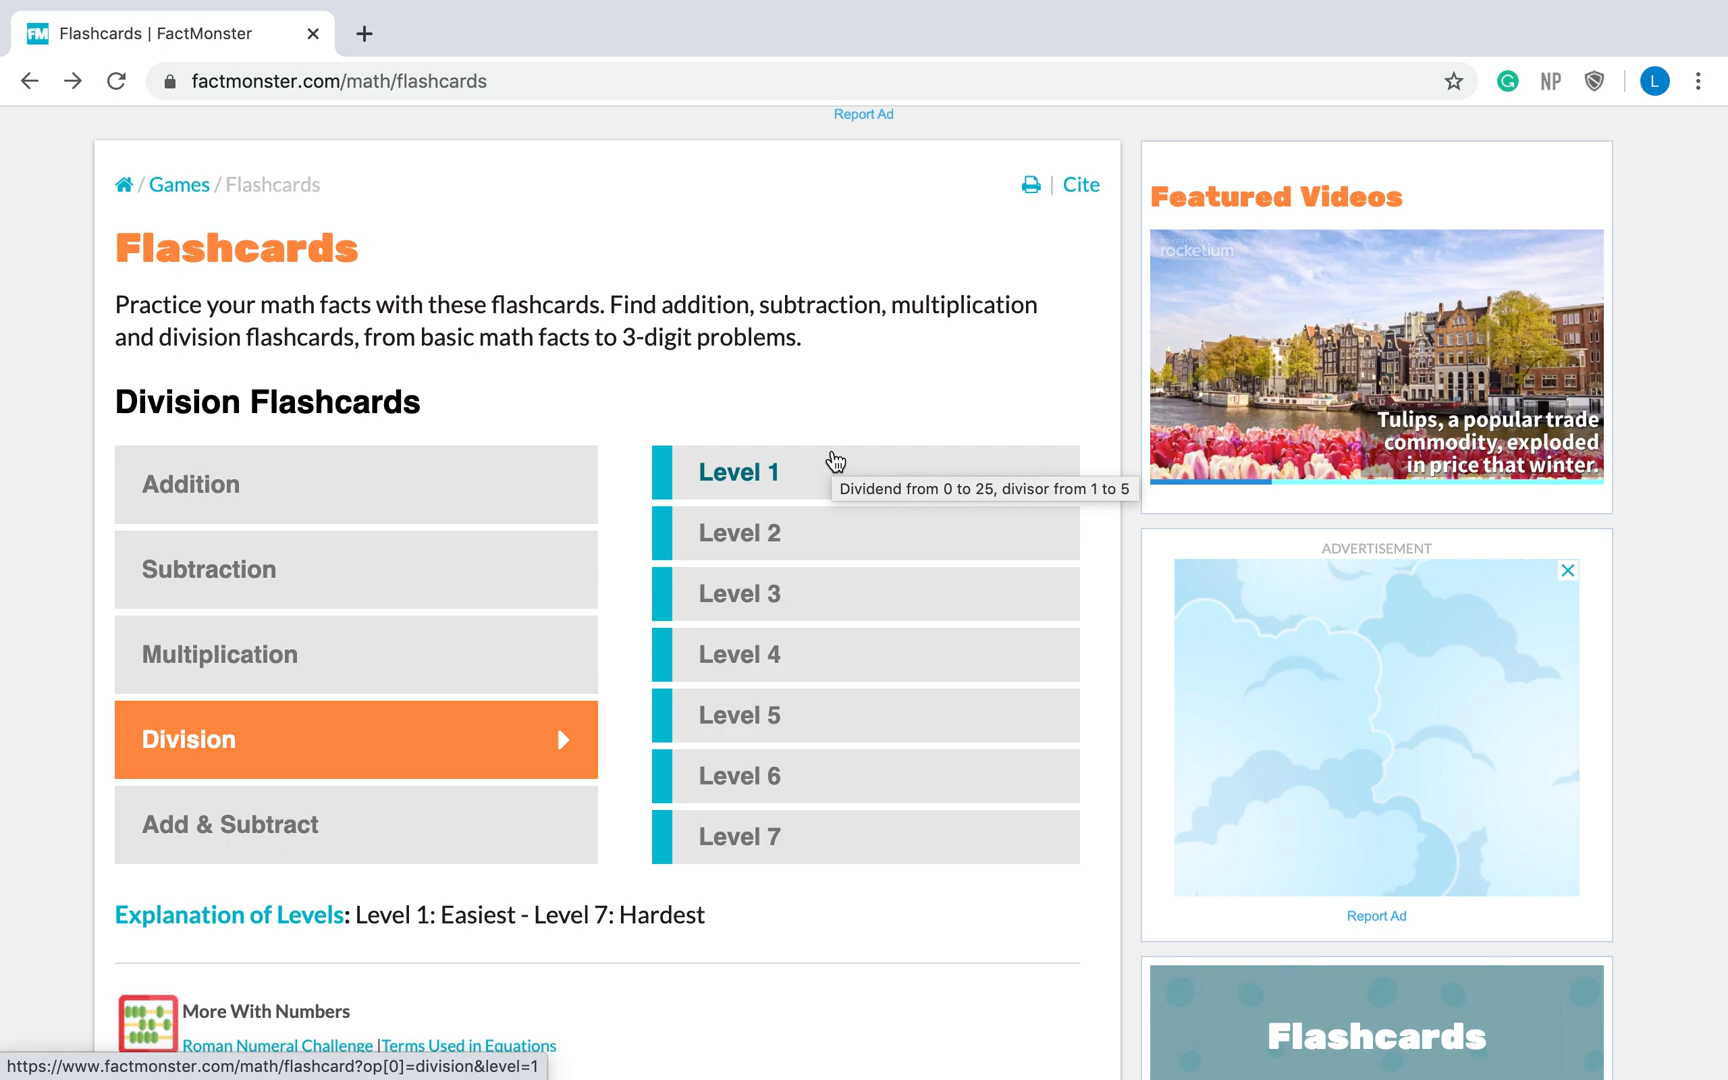 FM Flashcards | FactMonster
factmonster.com/math/flashcards
NP
L
Report Ad
/ Games / Flashcards
| Cite
Flashcards
Practice your math facts with these flashcards. Find addition, subtraction, multiplication
and division flashcards, from basic math facts to 3-digit problems.
Division Flashcards
Addition
Subtraction
Multiplication
Division
Add & Subtract
Level 1
Dividend from 0 to 25, divisor from 1 to 5
Level 2
Level 3
Level 4
Level 5
Level 6
Level 7
Explanation of Levels: Level 1: Easiest - Level 7: Hardest
More With Numbers
Roman Numeral Challenge |Terms Used in Equations
https://www.factmonster.com/math/flashcard?op[0]=division&level=1
Featured Videos
POWERED BY
rocketium
Tulips, a popular trade
commodity, exploded
in price that winter.
ADVERTISEMENT
Report Ad
Flashcards